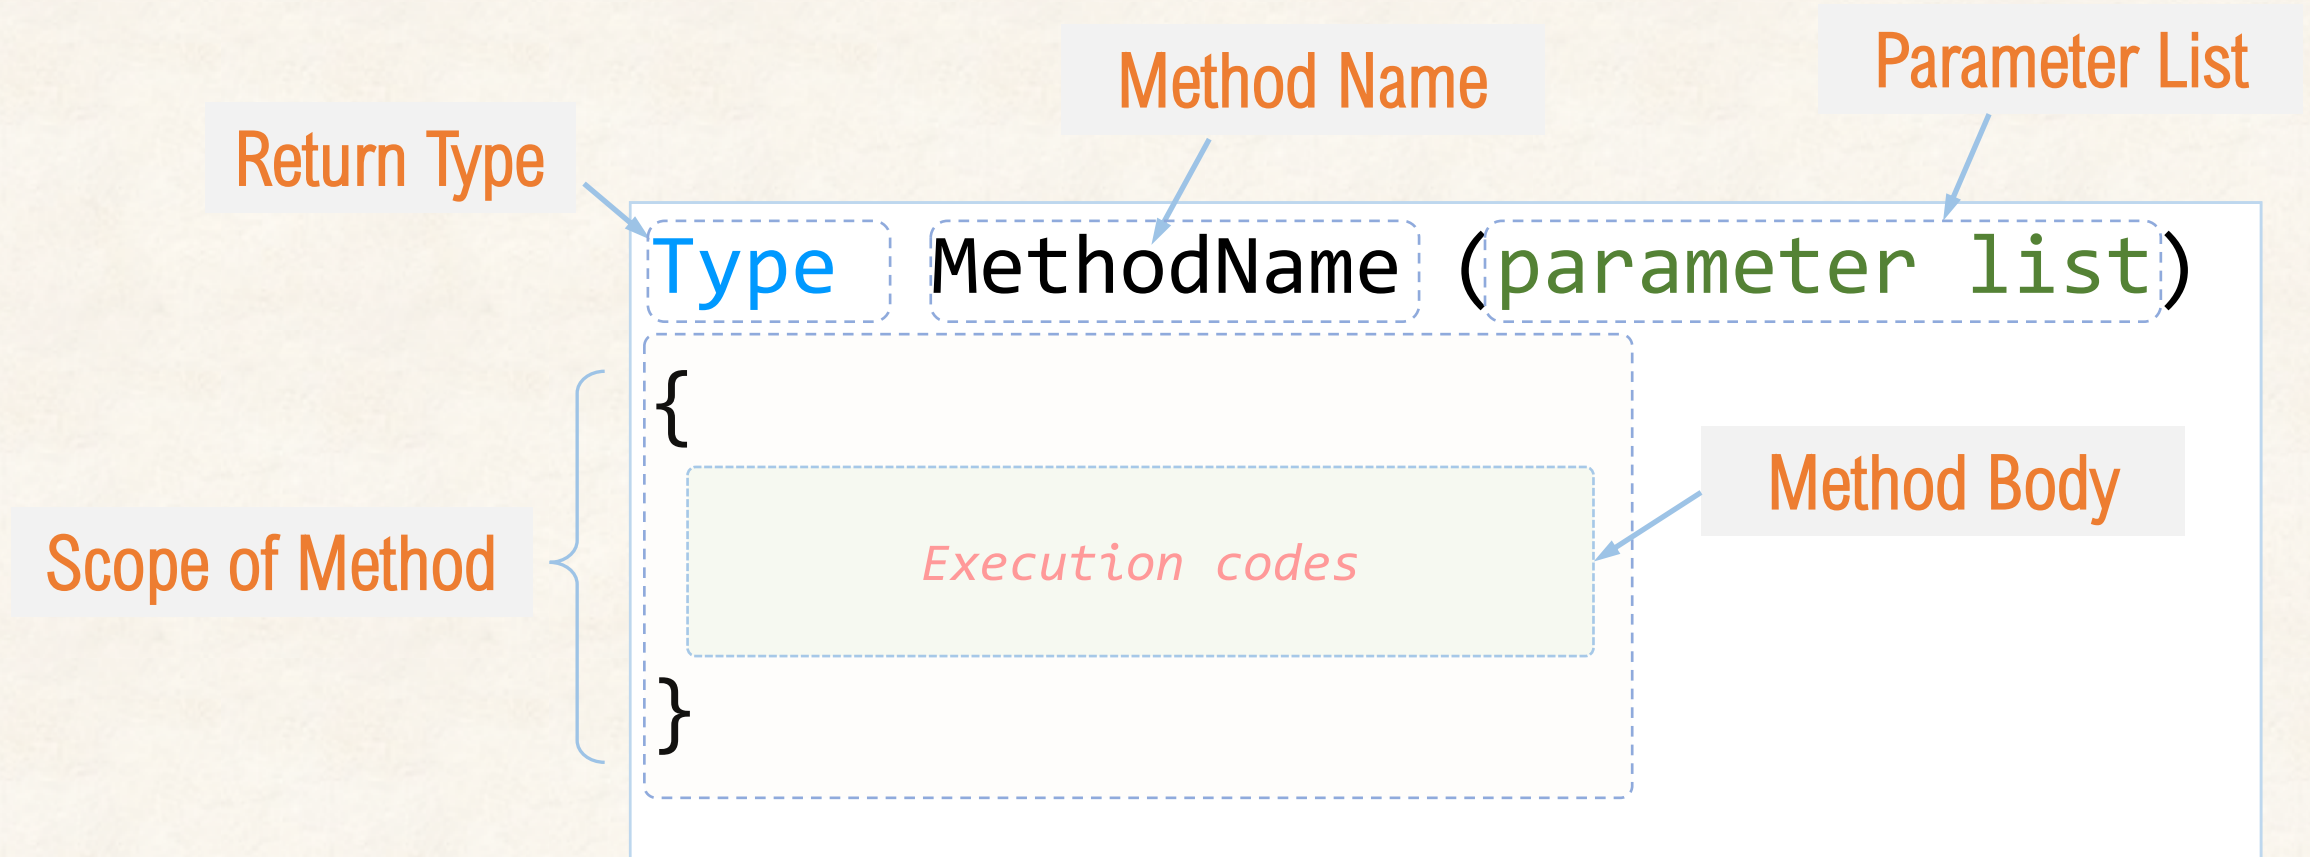 Parameter List
Method Name
Return Type
Type MethodName (parameter list)
{
Method Body
Execution codes
Scope of Method
}